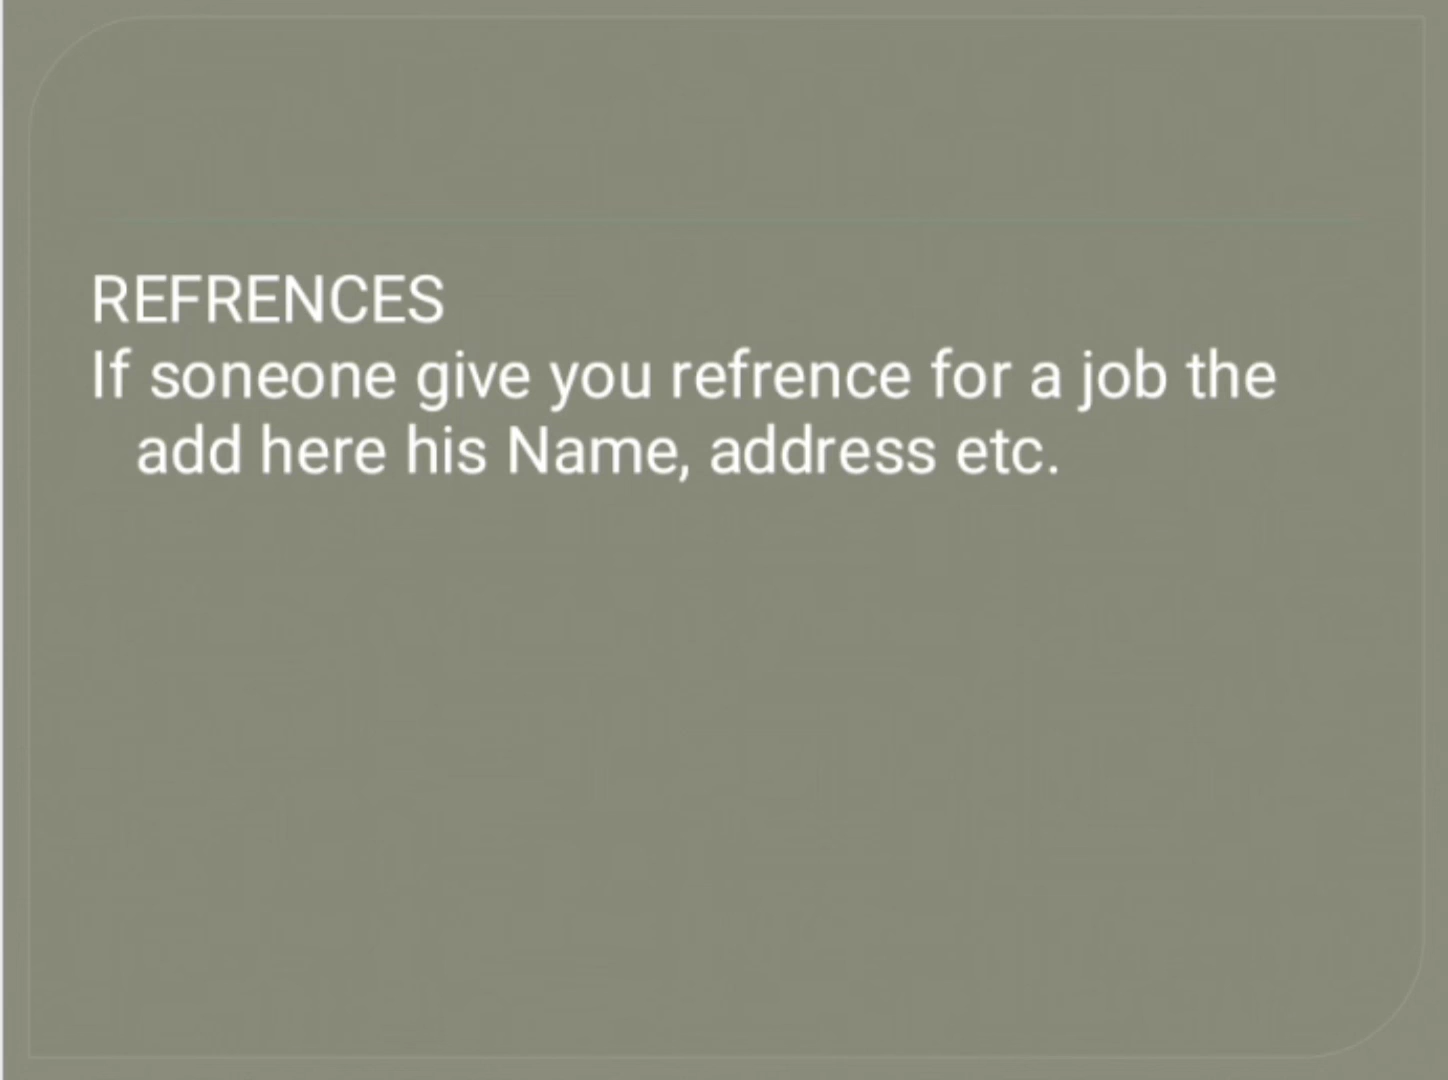 REFRENCES
If soneone give you refrence for a job the
add here his Name, address etc.